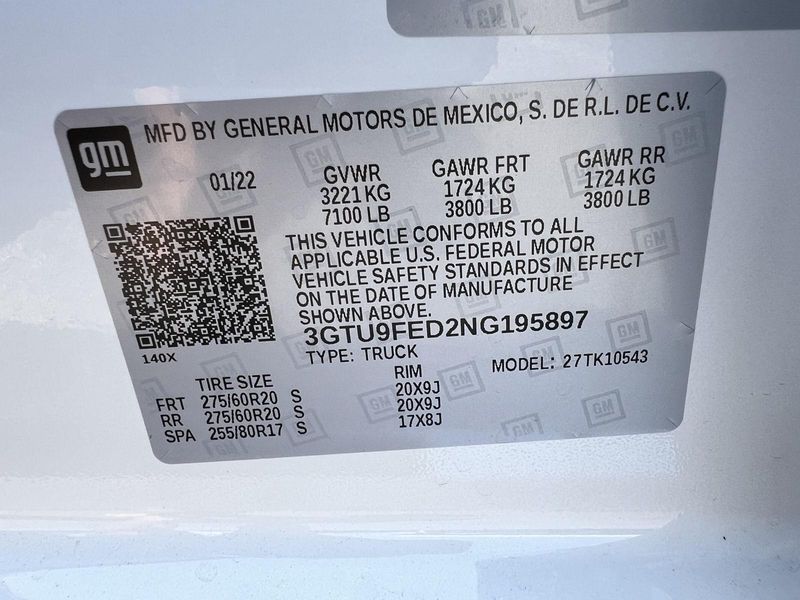 gm
MFD BY GENERAL MOTORS DE MEXICO, S. DE R.L. DE C.V.
01/22 GVWR GAWR FRT GAWR RR
3221 KG 1724 KG 1724 KG
7100 LB 3800 LB 3800 LB
THIS VEHICLE CONFORMS TO ALL
APPLICABLE U.S. FEDERAL MOTOR
VEHICLE SAFETY STANDARDS IN EFFECT
ON THE DATE OF MANUFACTURE
SHOWN ABOVE.
3GTU9FED2NG195897
140X TYPE: TRUCK MODEL: 27TK10543
TIRE SIZE RIM
FRT 275/60R20 S 20X9J
RR 275/60R20 S 20X9J
SPA 255/80R17 S 17X8J